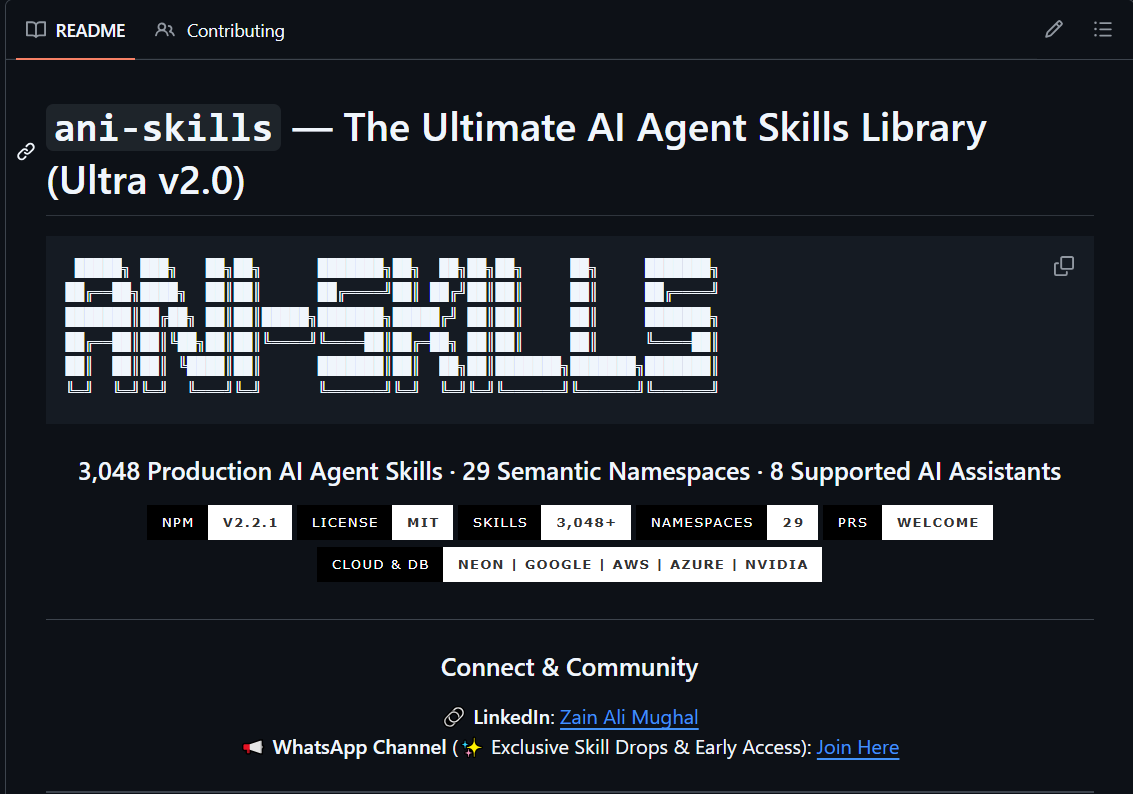 README
Contributing
ani-skills — The Ultimate AI Agent Skills Library
(Ultra v2.0)
ANI-SKILLS
3,048 Production AI Agent Skills · 29 Semantic Namespaces · 8 Supported AI Assistants
NPM V2.2.1 LICENSE MIT SKILLS 3,048+ NAMESPACES 29 PRS WELCOME
CLOUD & DB NEON | GOOGLE | AWS | AZURE | NVIDIA
Connect & Community
🔗 LinkedIn: Zain Ali Mughal
📢 WhatsApp Channel (✨ Exclusive Skill Drops & Early Access): Join Here